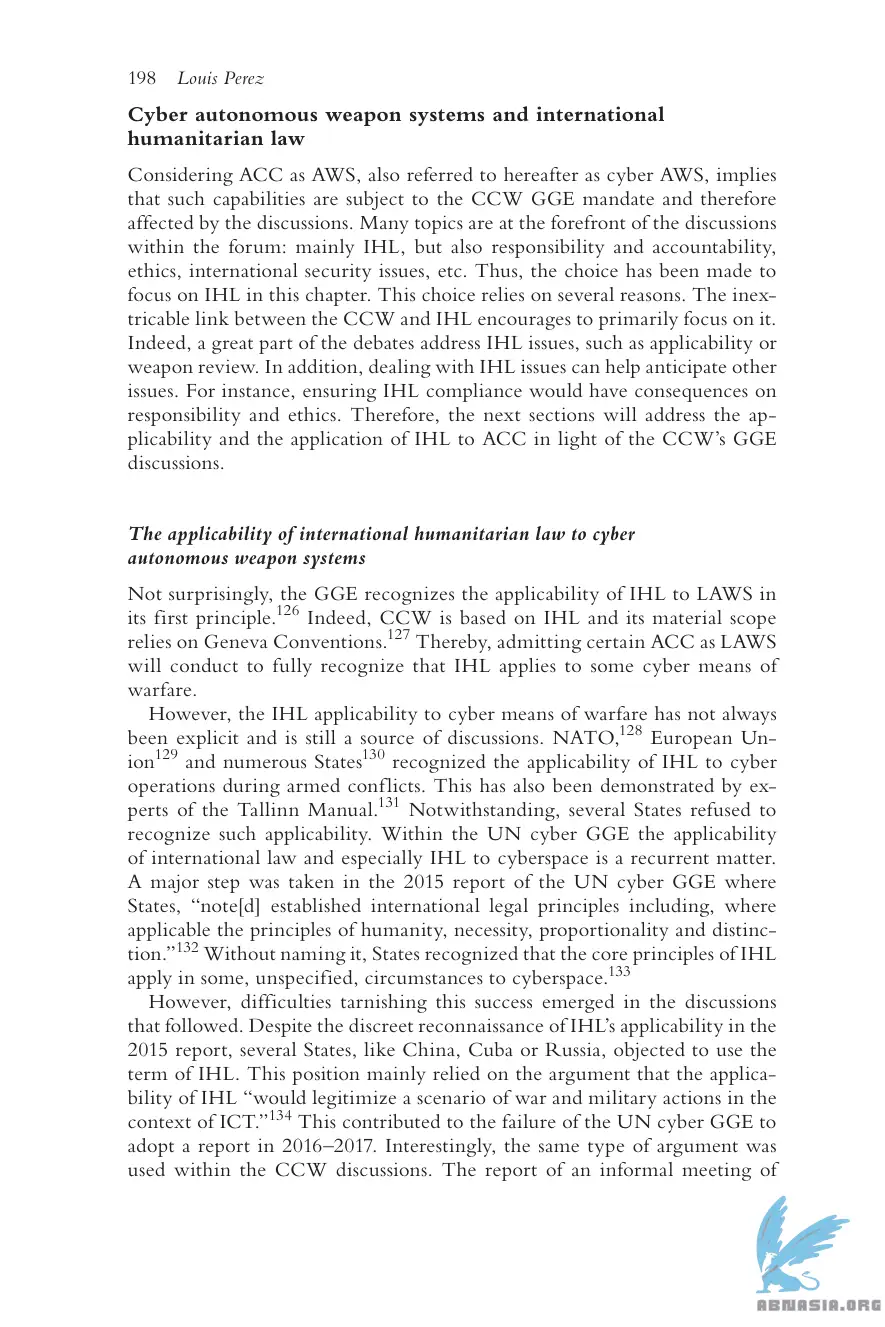 198 Louis Perez
Cyber autonomous weapon systems and international
humanitarian law
Considering ACC as AWS, also referred to hereafter as cyber AWS, implies
that such capabilities are subject to the CCW GGE mandate and therefore
affected by the discussions. Many topics are at the forefront of the discussions
within the forum: mainly IHL, but also responsibility and accountability,
ethics, international security issues, etc. Thus, the choice has been made to
focus on IHL in this chapter. This choice relies on several reasons. The inex-
tricable link between the CCW and IHL encourages to primarily focus on it.
Indeed, a great part of the debates address IHL issues, such as applicability or
weapon review. In addition, dealing with IHL issues can help anticipate other
issues. For instance, ensuring IHL compliance would have consequences on
responsibility and ethics. Therefore, the next sections will address the ap-
plicability and the application of IHL to ACC in light of the CCW’s GGE
discussions.
The applicability of international humanitarian law to cyber
autonomous weapon systems
Not surprisingly, the GGE recognizes the applicability of IHL to LAWS in
its first principle.126 Indeed, CCW is based on IHL and its material scope
relies on Geneva Conventions.127 Thereby, admitting certain ACC as LAWS
will conduct to fully recognize that IHL applies to some cyber means of
warfare.
However, the IHL applicability to cyber means of warfare has not always
been explicit and is still a source of discussions. NATO,128 European Un-
ion129 and numerous States130 recognized the applicability of IHL to cyber
operations during armed conflicts. This has also been demonstrated by ex-
perts of the Tallinn Manual.131 Notwithstanding, several States refused to
recognize such applicability. Within the UN cyber GGE the applicability
of international law and especially IHL to cyberspace is a recurrent matter.
A major step was taken in the 2015 report of the UN cyber GGE where
States, “note[d] established international legal principles including, where
applicable the principles of humanity, necessity, proportionality and distinc-
tion.”132 Without naming it, States recognized that the core principles of IHL
apply in some, unspecified, circumstances to cyberspace.133
However, difficulties tarnishing this success emerged in the discussions
that followed. Despite the discreet reconnaissance of IHL’s applicability in the
2015 report, several States, like China, Cuba or Russia, objected to use the
term of IHL. This position mainly relied on the argument that the applica-
bility of IHL “would legitimize a scenario of war and military actions in the
context of ICT.”134 This contributed to the failure of the UN cyber GGE to
adopt a report in 2016–2017. Interestingly, the same type of argument was
used within the CCW discussions. The report of an informal meeting of
ABNASIA.ORG